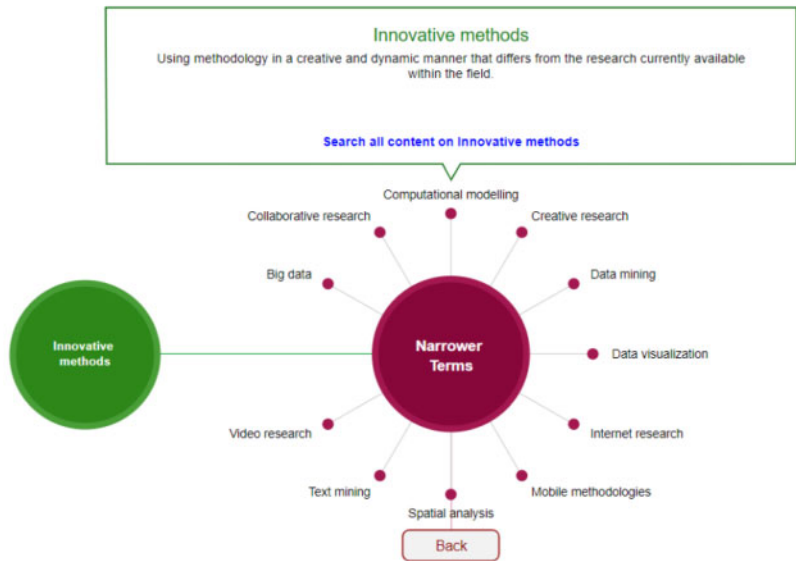 Innovative methods
Using methodology in a creative and dynamic manner that differs from the research currently available
within the field.
Search all content on Innovative methods
Computational modelling
Collaborative research
Creative research
Big data
Data mining
Innovative
methods
Narrower
Terms
Data visualization
Video research
Internet research
Text mining
Mobile methodologies
Spatial analysis
Back